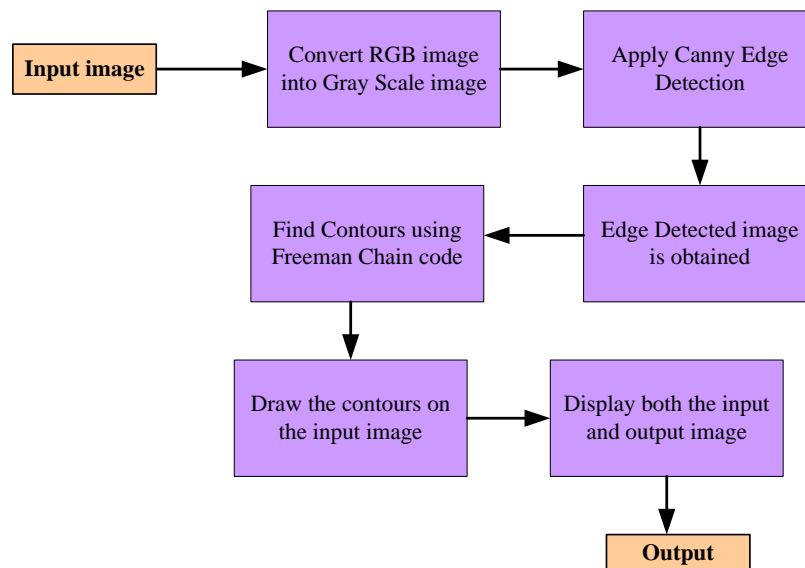 Input image
Convert RGB image
into Gray Scale image
Apply Canny Edge
Detection
Edge Detected image
is obtained
Find Contours using
Freeman Chain code
Draw the contours on
the input image
Display both the input
and output image
Output